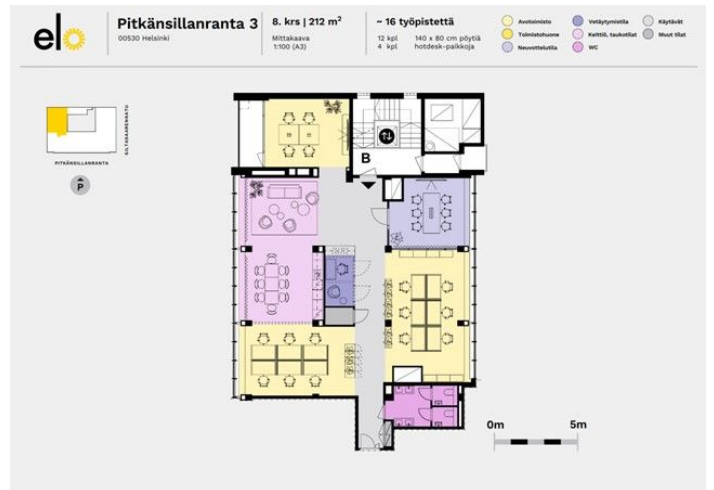 elo
Pitkänsillanranta 3
00530 Helsinki
8. krs | 212 m²
Mittakaava
1:100 (A3)
~ 16 työpistettä
12 kpl 140 x 80 cm pöytiä
4 kpl hotdesk-paikkoja
Avotoimisto
Toimistohuone
Neuvottelutila
Vetäytymistila
Keittiö, taukotilat
WC
Käytävät
Muut tilat
SILTASAARENKATU
PITKÄNSILLANRANTA
P
B
0m 5m